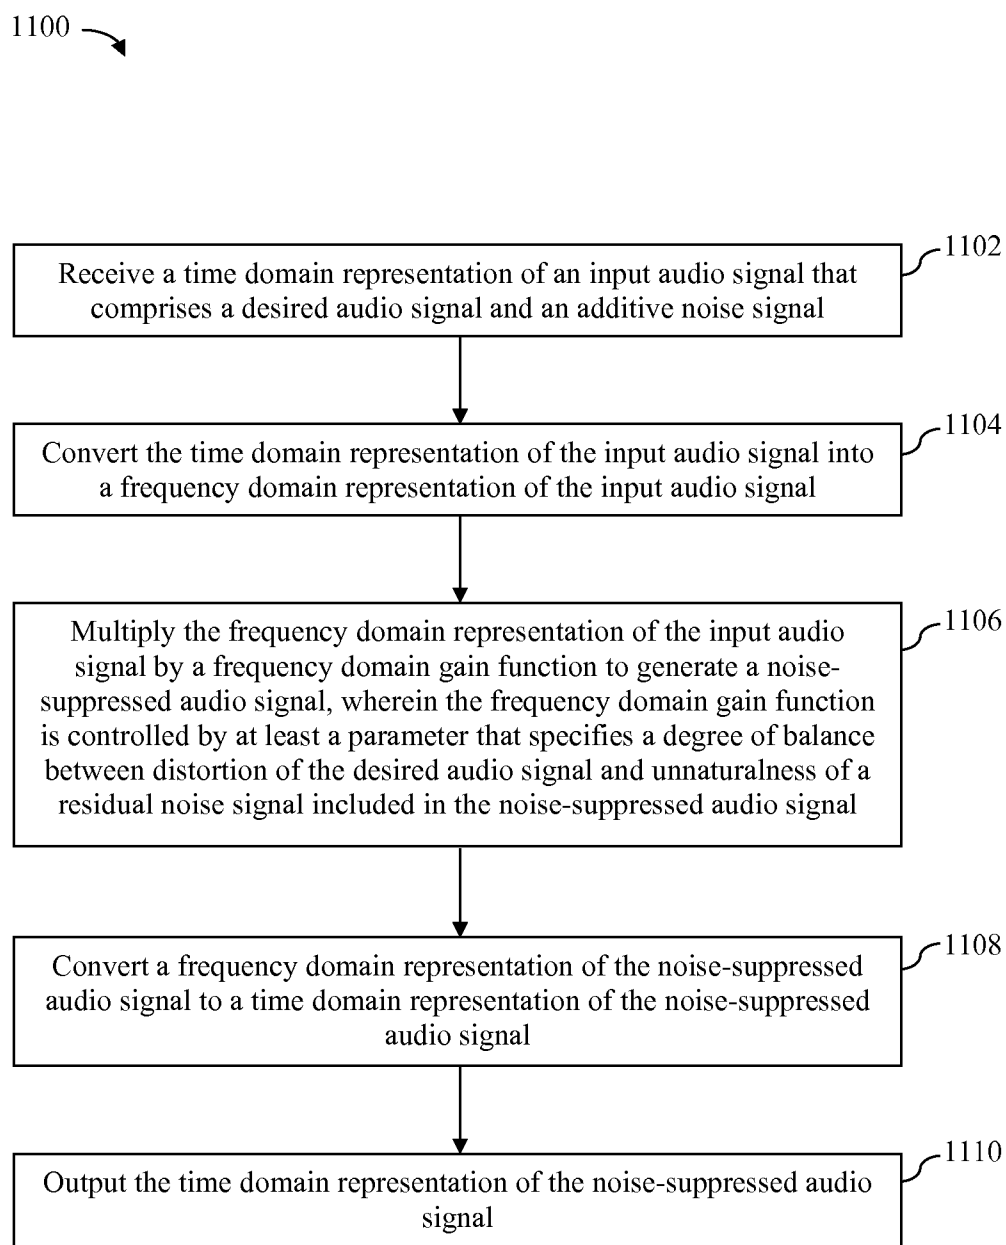 1100
1102
Receive a time domain representation of an input audio signal that
comprises a desired audio signal and an additive noise signal
1104
Convert the time domain representation of the input audio signal into
a frequency domain representation of the input audio signal
1106
Multiply the frequency domain representation of the input audio
signal by a frequency domain gain function to generate a noise-
suppressed audio signal, wherein the frequency domain gain function
is controlled by at least a parameter that specifies a degree of balance
between distortion of the desired audio signal and unnaturalness of a
residual noise signal included in the noise-suppressed audio signal
1108
Convert a frequency domain representation of the noise-suppressed
audio signal to a time domain representation of the noise-suppressed
audio signal
1110
Output the time domain representation of the noise-suppressed audio
signal